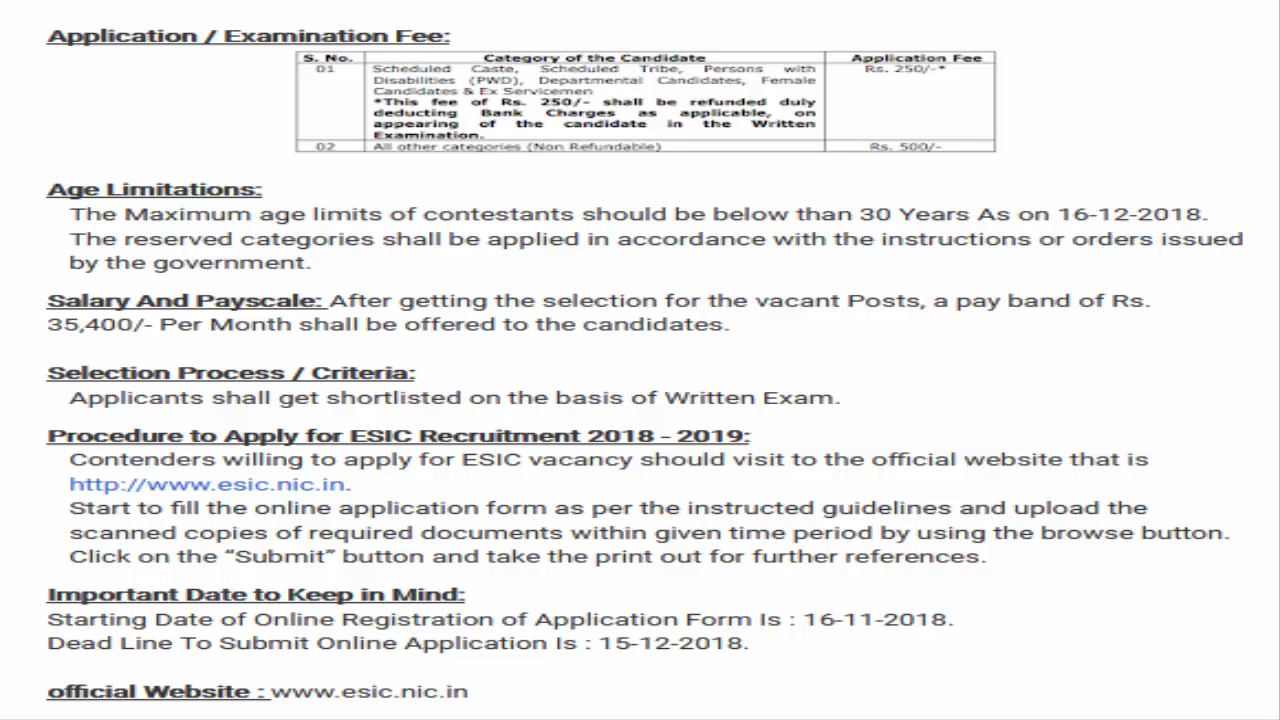 Application / Examination Fee:
S. No. Category of the Candidate Application Fee
01 Scheduled Caste, Scheduled Tribe, Persons with Rs. 250/-*
Disabilities (PWD), Departmental Candidates, Female
Candidates & Ex Servicemen
*This fee of Rs. 250/- shall be refunded duly
deducting Bank Charges as applicable, on
appearing of the candidate in the Written
Examination.
02 All other categories (Non Refundable) Rs. 500/-
Age Limitations:
The Maximum age limits of contestants should be below than 30 Years As on 16-12-2018.
The reserved categories shall be applied in accordance with the instructions or orders issued
by the government.
Salary And Payscale: After getting the selection for the vacant Posts, a pay band of Rs.
35,400/- Per Month shall be offered to the candidates.
Selection Process / Criteria:
Applicants shall get shortlisted on the basis of Written Exam.
Procedure to Apply for ESIC Recruitment 2018 - 2019:
Contenders willing to apply for ESIC vacancy should visit to the official website that is
http://www.esic.nic.in.
Start to fill the online application form as per the instructed guidelines and upload the
scanned copies of required documents within given time period by using the browse button.
Click on the “Submit” button and take the print out for further references.
Important Date to Keep in Mind:
Starting Date of Online Registration of Application Form Is : 16-11-2018.
Dead Line To Submit Online Application Is : 15-12-2018.
official Website : www.esic.nic.in